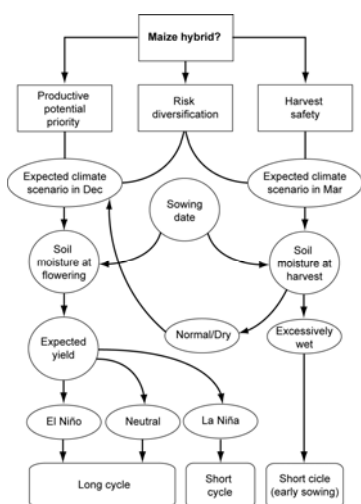 Maize hybrid?
Productive
potential
priority
Risk
diversification
Harvest
safety
Expected climate
scenario in Dec
Expected climate
scenario in Mar
Sowing
date
Soil
moisture at
flowering
Soil
moisture at
harvest
Expected
yield
Normal/Dry
Excessively
wet
El Niño
Neutral
La Niña
Long cycle
Short
cycle
Short cicle
(early sowing)